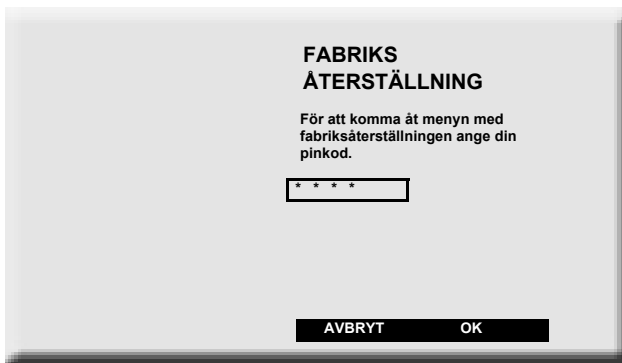 FABRIKS
ÅTERSTÄLLNING
För att komma åt menyn med
fabriksåterställningen ange din
pinkod.
* * * *
AVBRYT OK